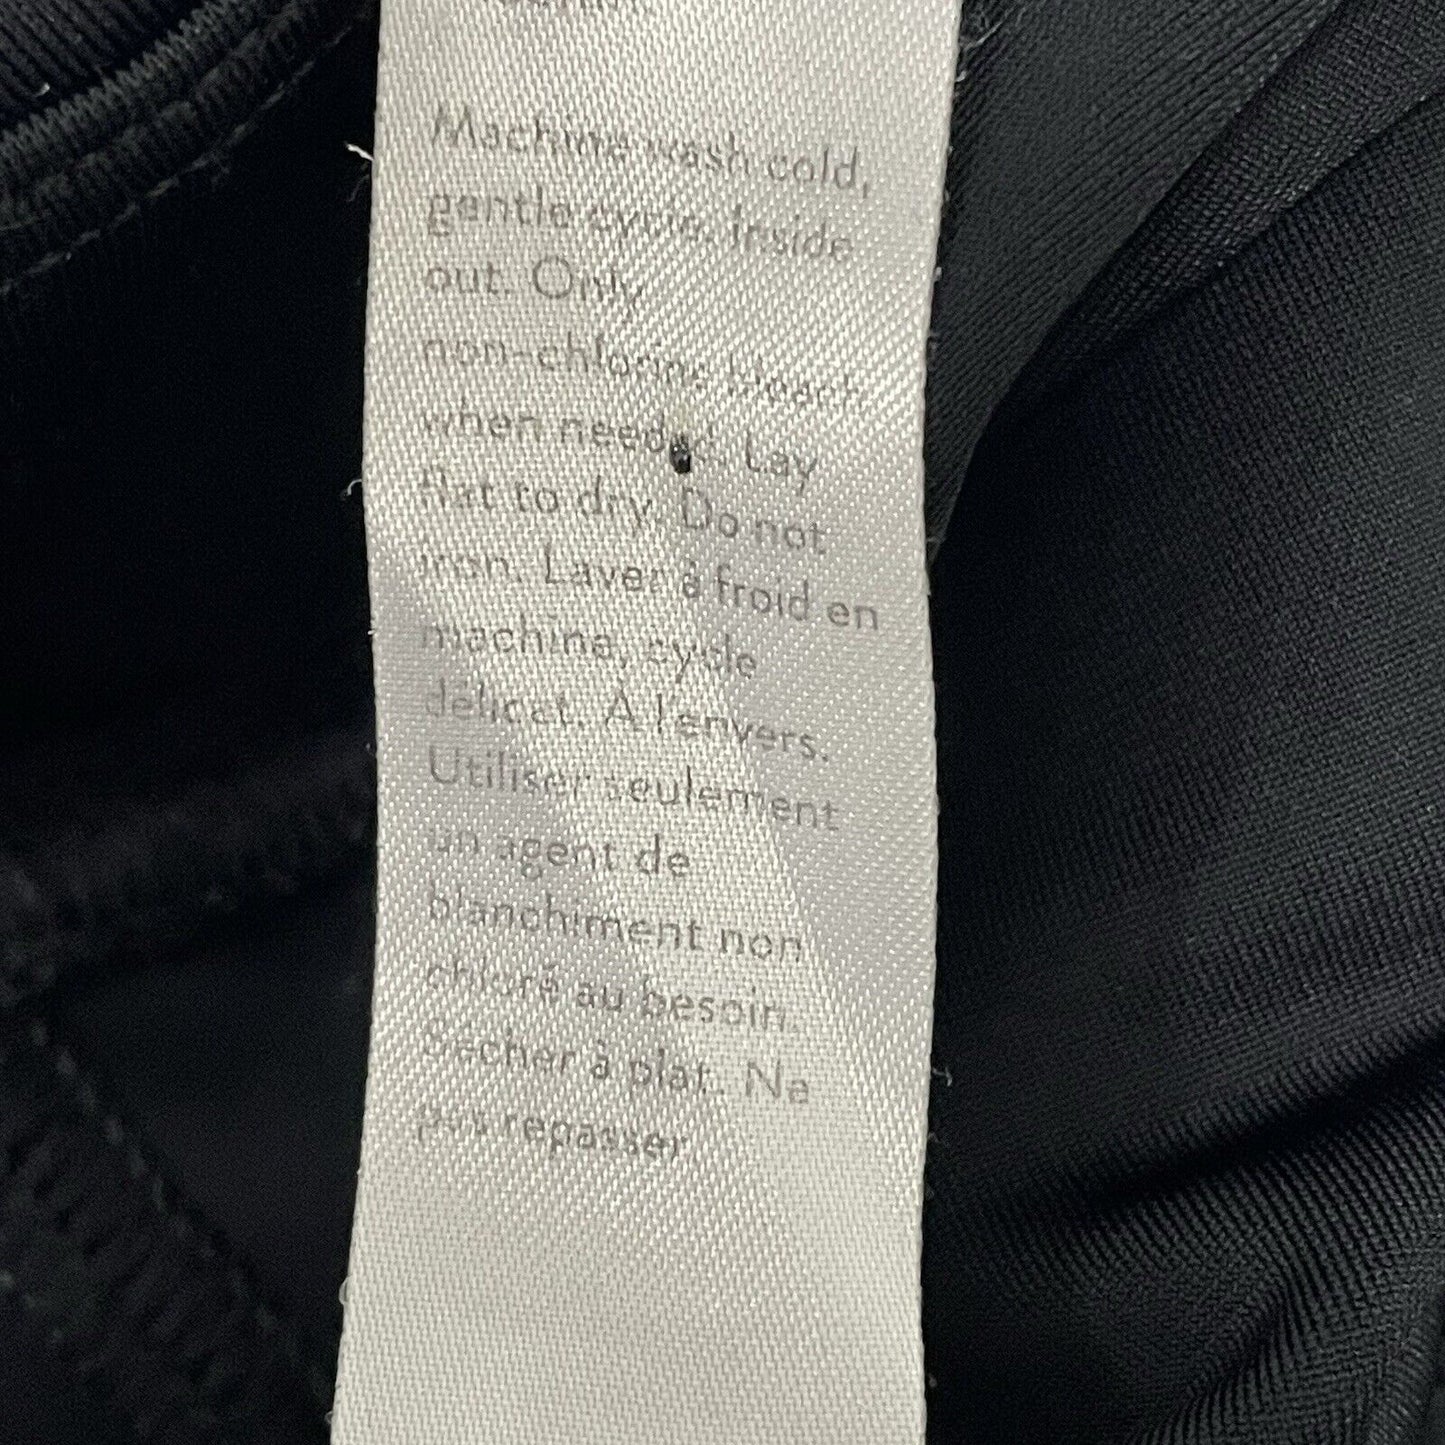 Machine wash cold,
gentle cycle. Inside
out. Only
non-chlorine bleach,
when needed. Lay
flat to dry. Do not
iron. Laver à froid en
machine, cycle
délicat. À l'envers.
Utiliser seulement
un agent de
blanchiment non
chloré au besoin.
Sécher à plat. Ne
pas repasser